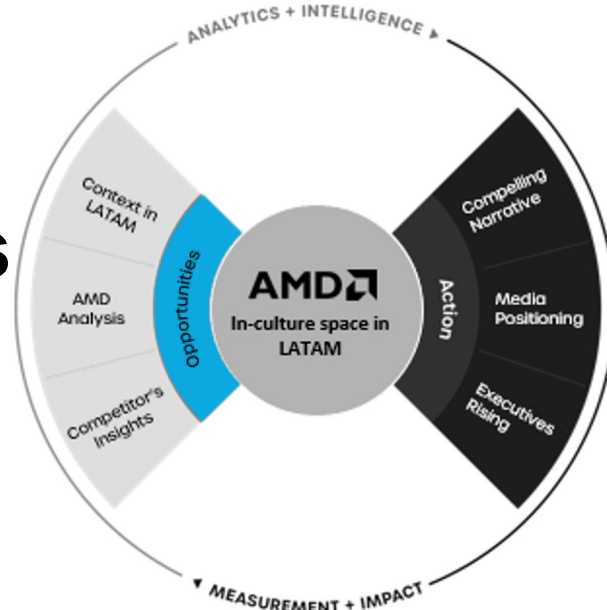 ANALYTICS + INTELLIGENCE
Context in
LATAM
AMD
Analysis
Competitor's
Insights
Opportunities
AMD
In-culture space in
LATAM
Action
Compelling
Narrative
Media
Positioning
Executives
Rising
MEASUREMENT + IMPACT